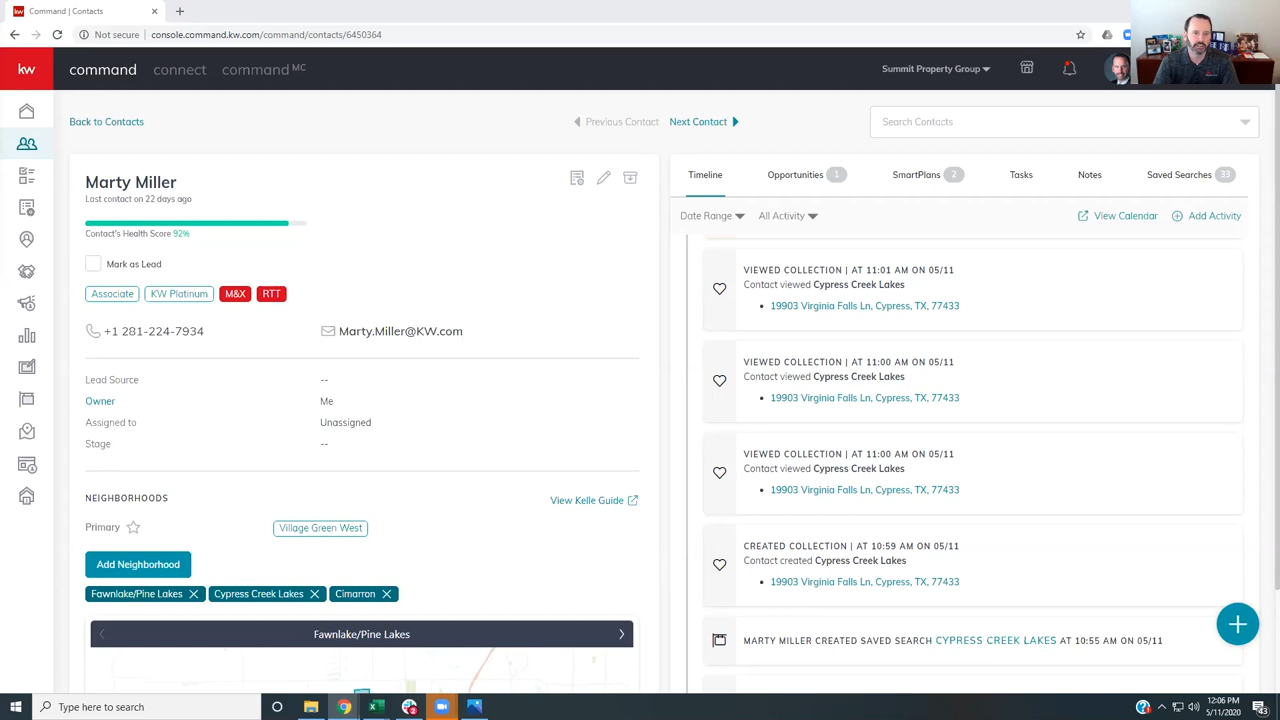 Command | Contacts
Not secure | console.command.kw.com/command/contacts/6450364
kw command connect command MC Summit Property Group
Back to Contacts Previous Contact Next Contact Search Contacts
Marty Miller
Last contact on 22 days ago
Contact's Health Score 92%
Mark as Lead
Associate KW Platinum M&X RTT
+1 281-224-7934 Marty.Miller@KW.com
Lead Source --
Owner Me
Assigned to Unassigned
Stage --
NEIGHBORHOODS View Kelle Guide
Primary Village Green West
Add Neighborhood
Fawnlake/Pine Lakes Cypress Creek Lakes Cimarron
Fawnlake/Pine Lakes
Timeline Opportunities 1 SmartPlans 2 Tasks Notes Saved Searches 33
Date Range All Activity View Calendar Add Activity
VIEWED COLLECTION | AT 11:01 AM ON 05/11
Contact viewed Cypress Creek Lakes
19903 Virginia Falls Ln, Cypress, TX, 77433
VIEWED COLLECTION | AT 11:00 AM ON 05/11
Contact viewed Cypress Creek Lakes
19903 Virginia Falls Ln, Cypress, TX, 77433
VIEWED COLLECTION | AT 11:00 AM ON 05/11
Contact viewed Cypress Creek Lakes
19903 Virginia Falls Ln, Cypress, TX, 77433
CREATED COLLECTION | AT 10:59 AM ON 05/11
Contact created Cypress Creek Lakes
19903 Virginia Falls Ln, Cypress, TX, 77433
MARTY MILLER CREATED SAVED SEARCH CYPRESS CREEK LAKES AT 10:55 AM ON 05/11
Type here to search
12:06 PM
5/11/2020
43